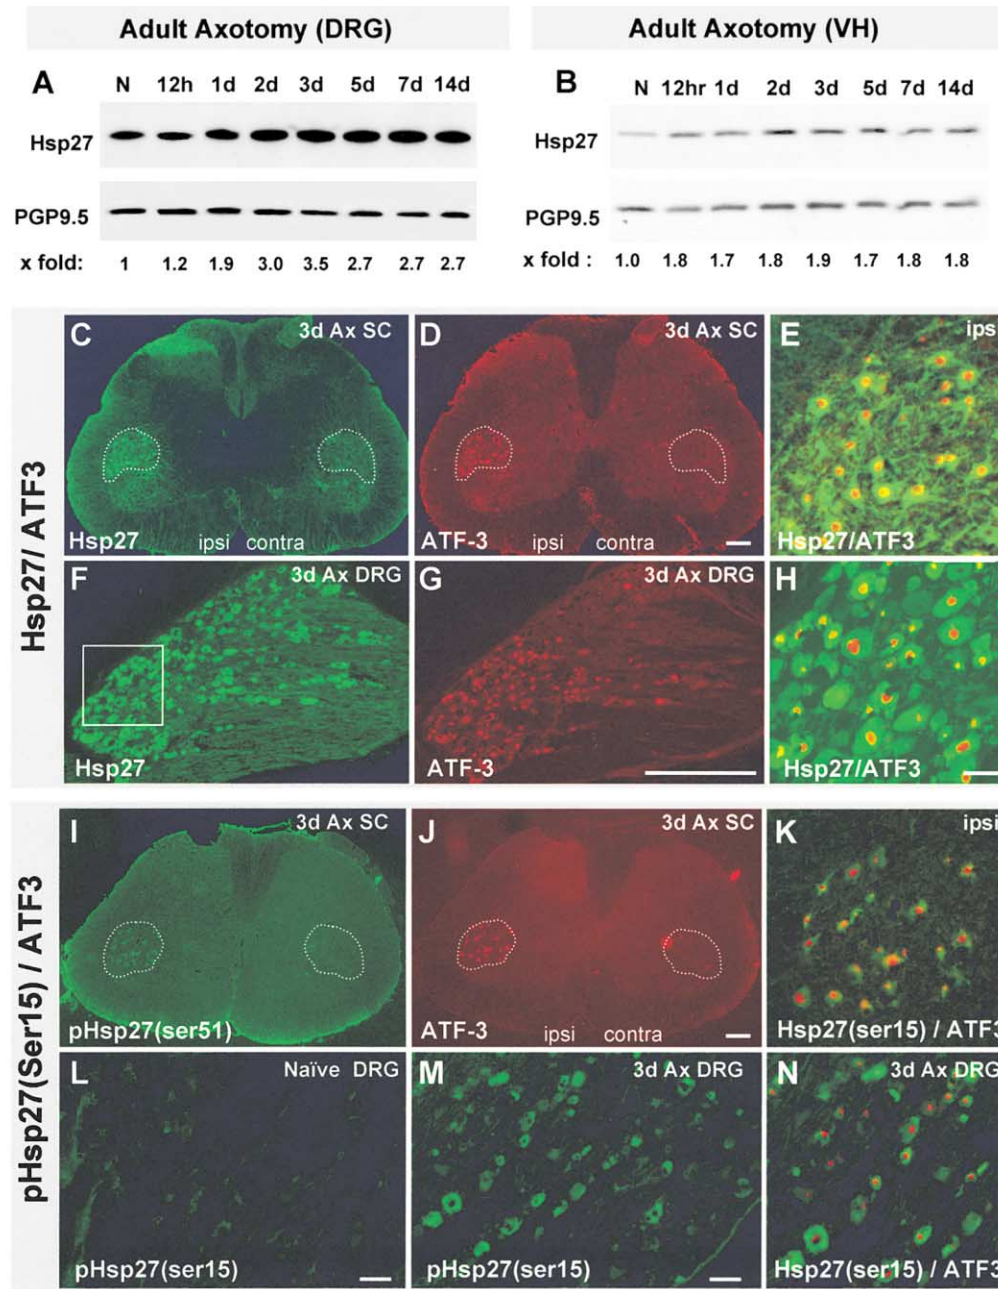 Adult Axotomy (DRG)
Adult Axotomy (VH)
A
N 12h 1d 2d 3d 5d 7d 14d
Hsp27
PGP9.5
x fold: 1 1.2 1.9 3.0 3.5 2.7 2.7 2.7
B
N 12hr 1d 2d 3d 5d 7d 14d
Hsp27
PGP9.5
x fold : 1.0 1.8 1.7 1.8 1.9 1.7 1.8 1.8
Hsp27/ ATF3
C 3d Ax SC
Hsp27 ipsi contra
D 3d Ax SC
ATF-3 ipsi contra
E ips
Hsp27/ATF3
F 3d Ax DRG
Hsp27
G 3d Ax DRG
ATF-3
H
Hsp27/ATF3
pHsp27(Ser15) / ATF3
I 3d Ax SC
pHsp27(ser51)
J 3d Ax SC
ATF-3 ipsi contra
K ipsi
Hsp27(ser15) / ATF3
L Naïve DRG
pHsp27(ser15)
M 3d Ax DRG
pHsp27(ser15)
N 3d Ax DRG
Hsp27(ser15) / ATF3